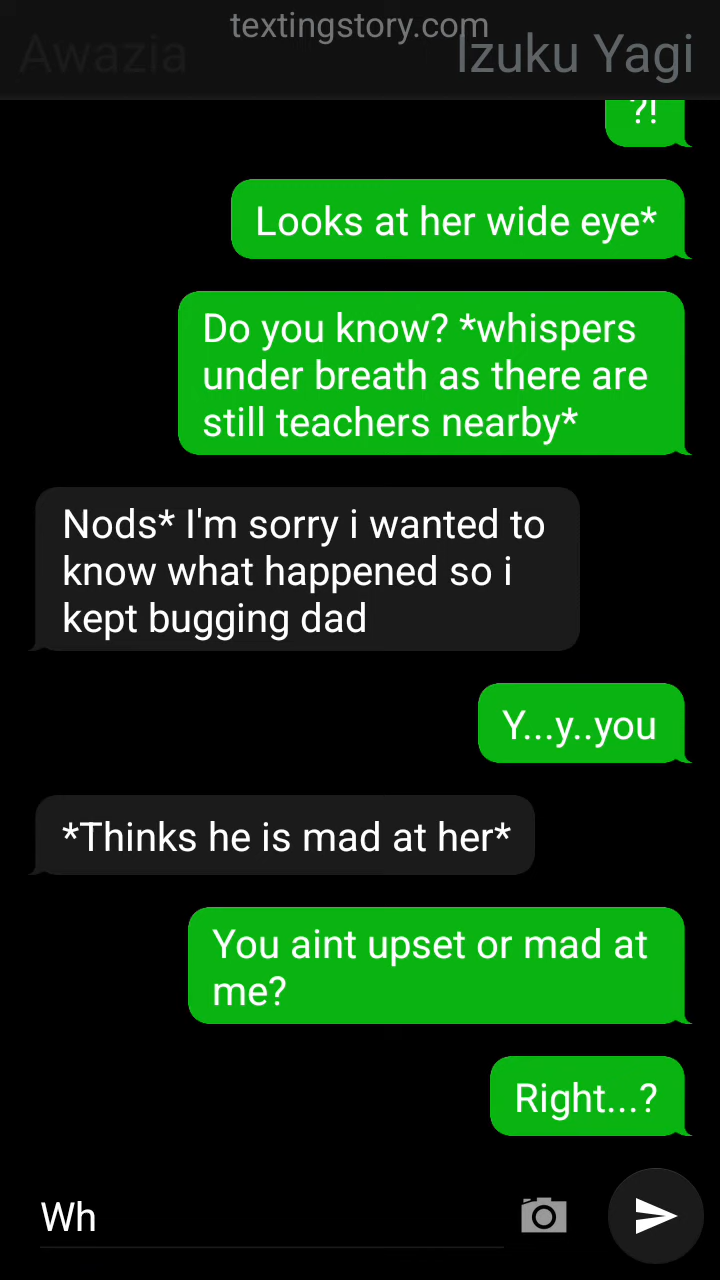 textingstory.com
Awazia
Izuku Yagi
?!
Looks at her wide eye*
Do you know? *whispers
under breath as there are
still teachers nearby*
Nods* I'm sorry i wanted to
know what happened so i
kept bugging dad
Y...y..you
*Thinks he is mad at her*
You aint upset or mad at
me?
Right...?
Wh